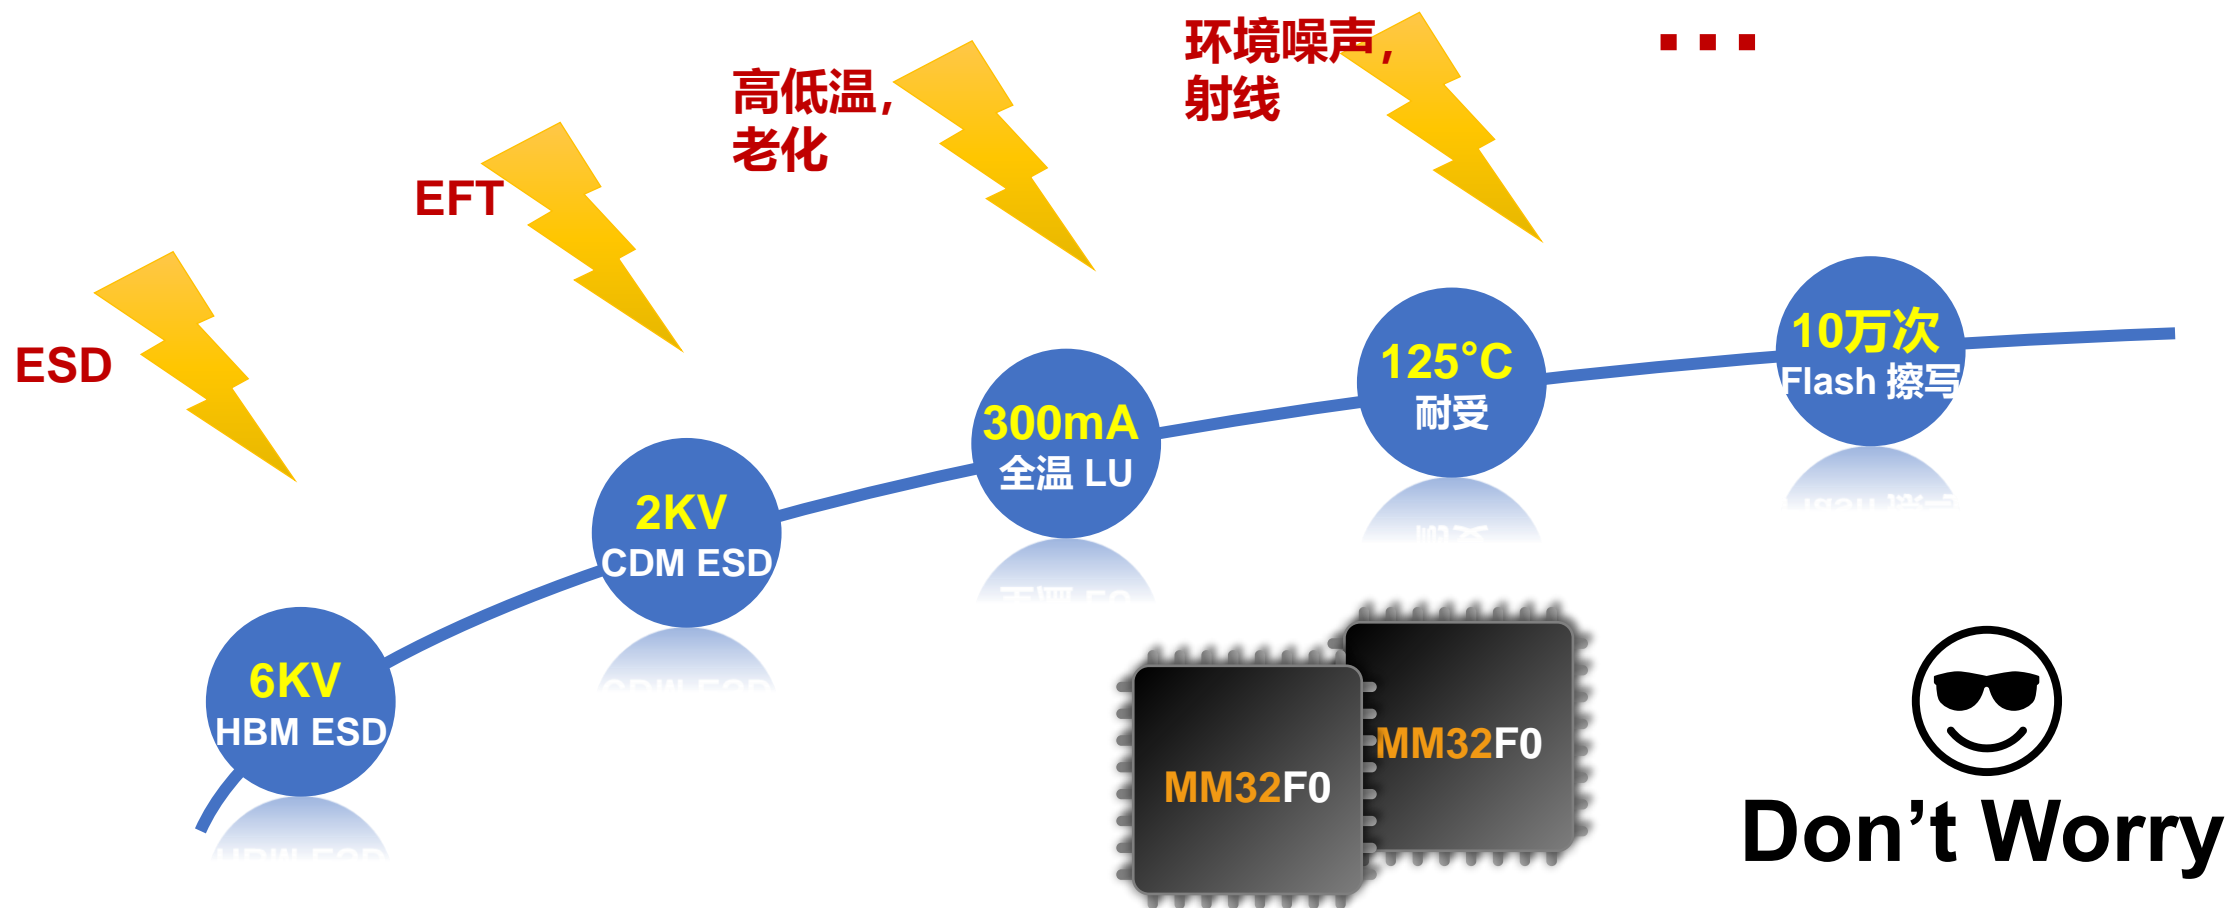 环境噪声，
射线
...
高低温，
老化
EFT
ESD
10万次
Flash 擦写
125°C
耐受
300mA
全温 LU
2KV
CDM ESD
6KV
HBM ESD
MM32F0
MM32F0
Don’t Worry